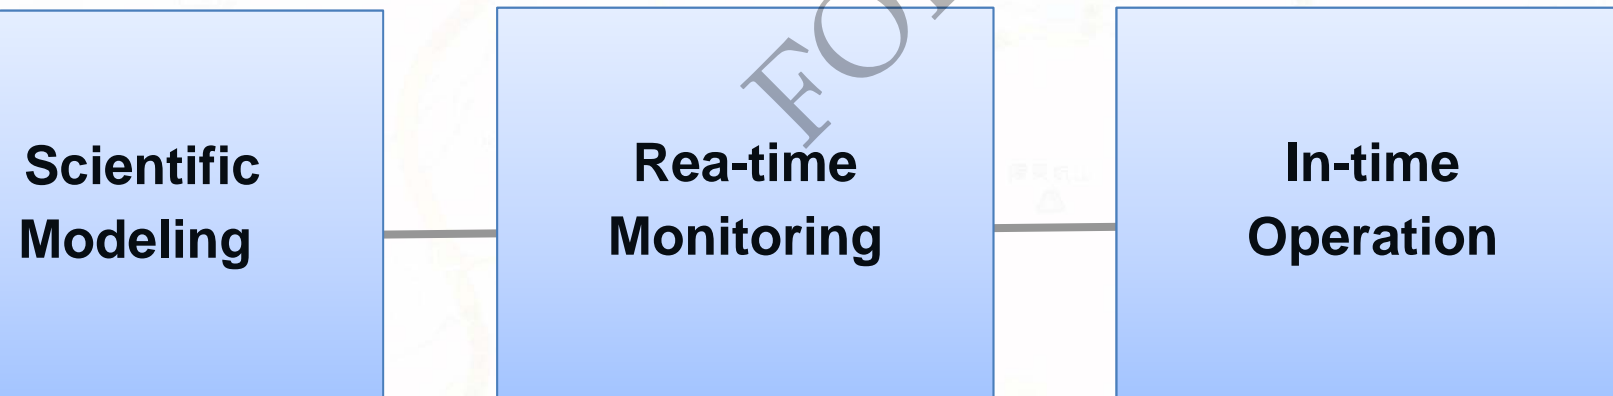 Scientific
Modeling
Rea-time
Monitoring
In-time
Operation